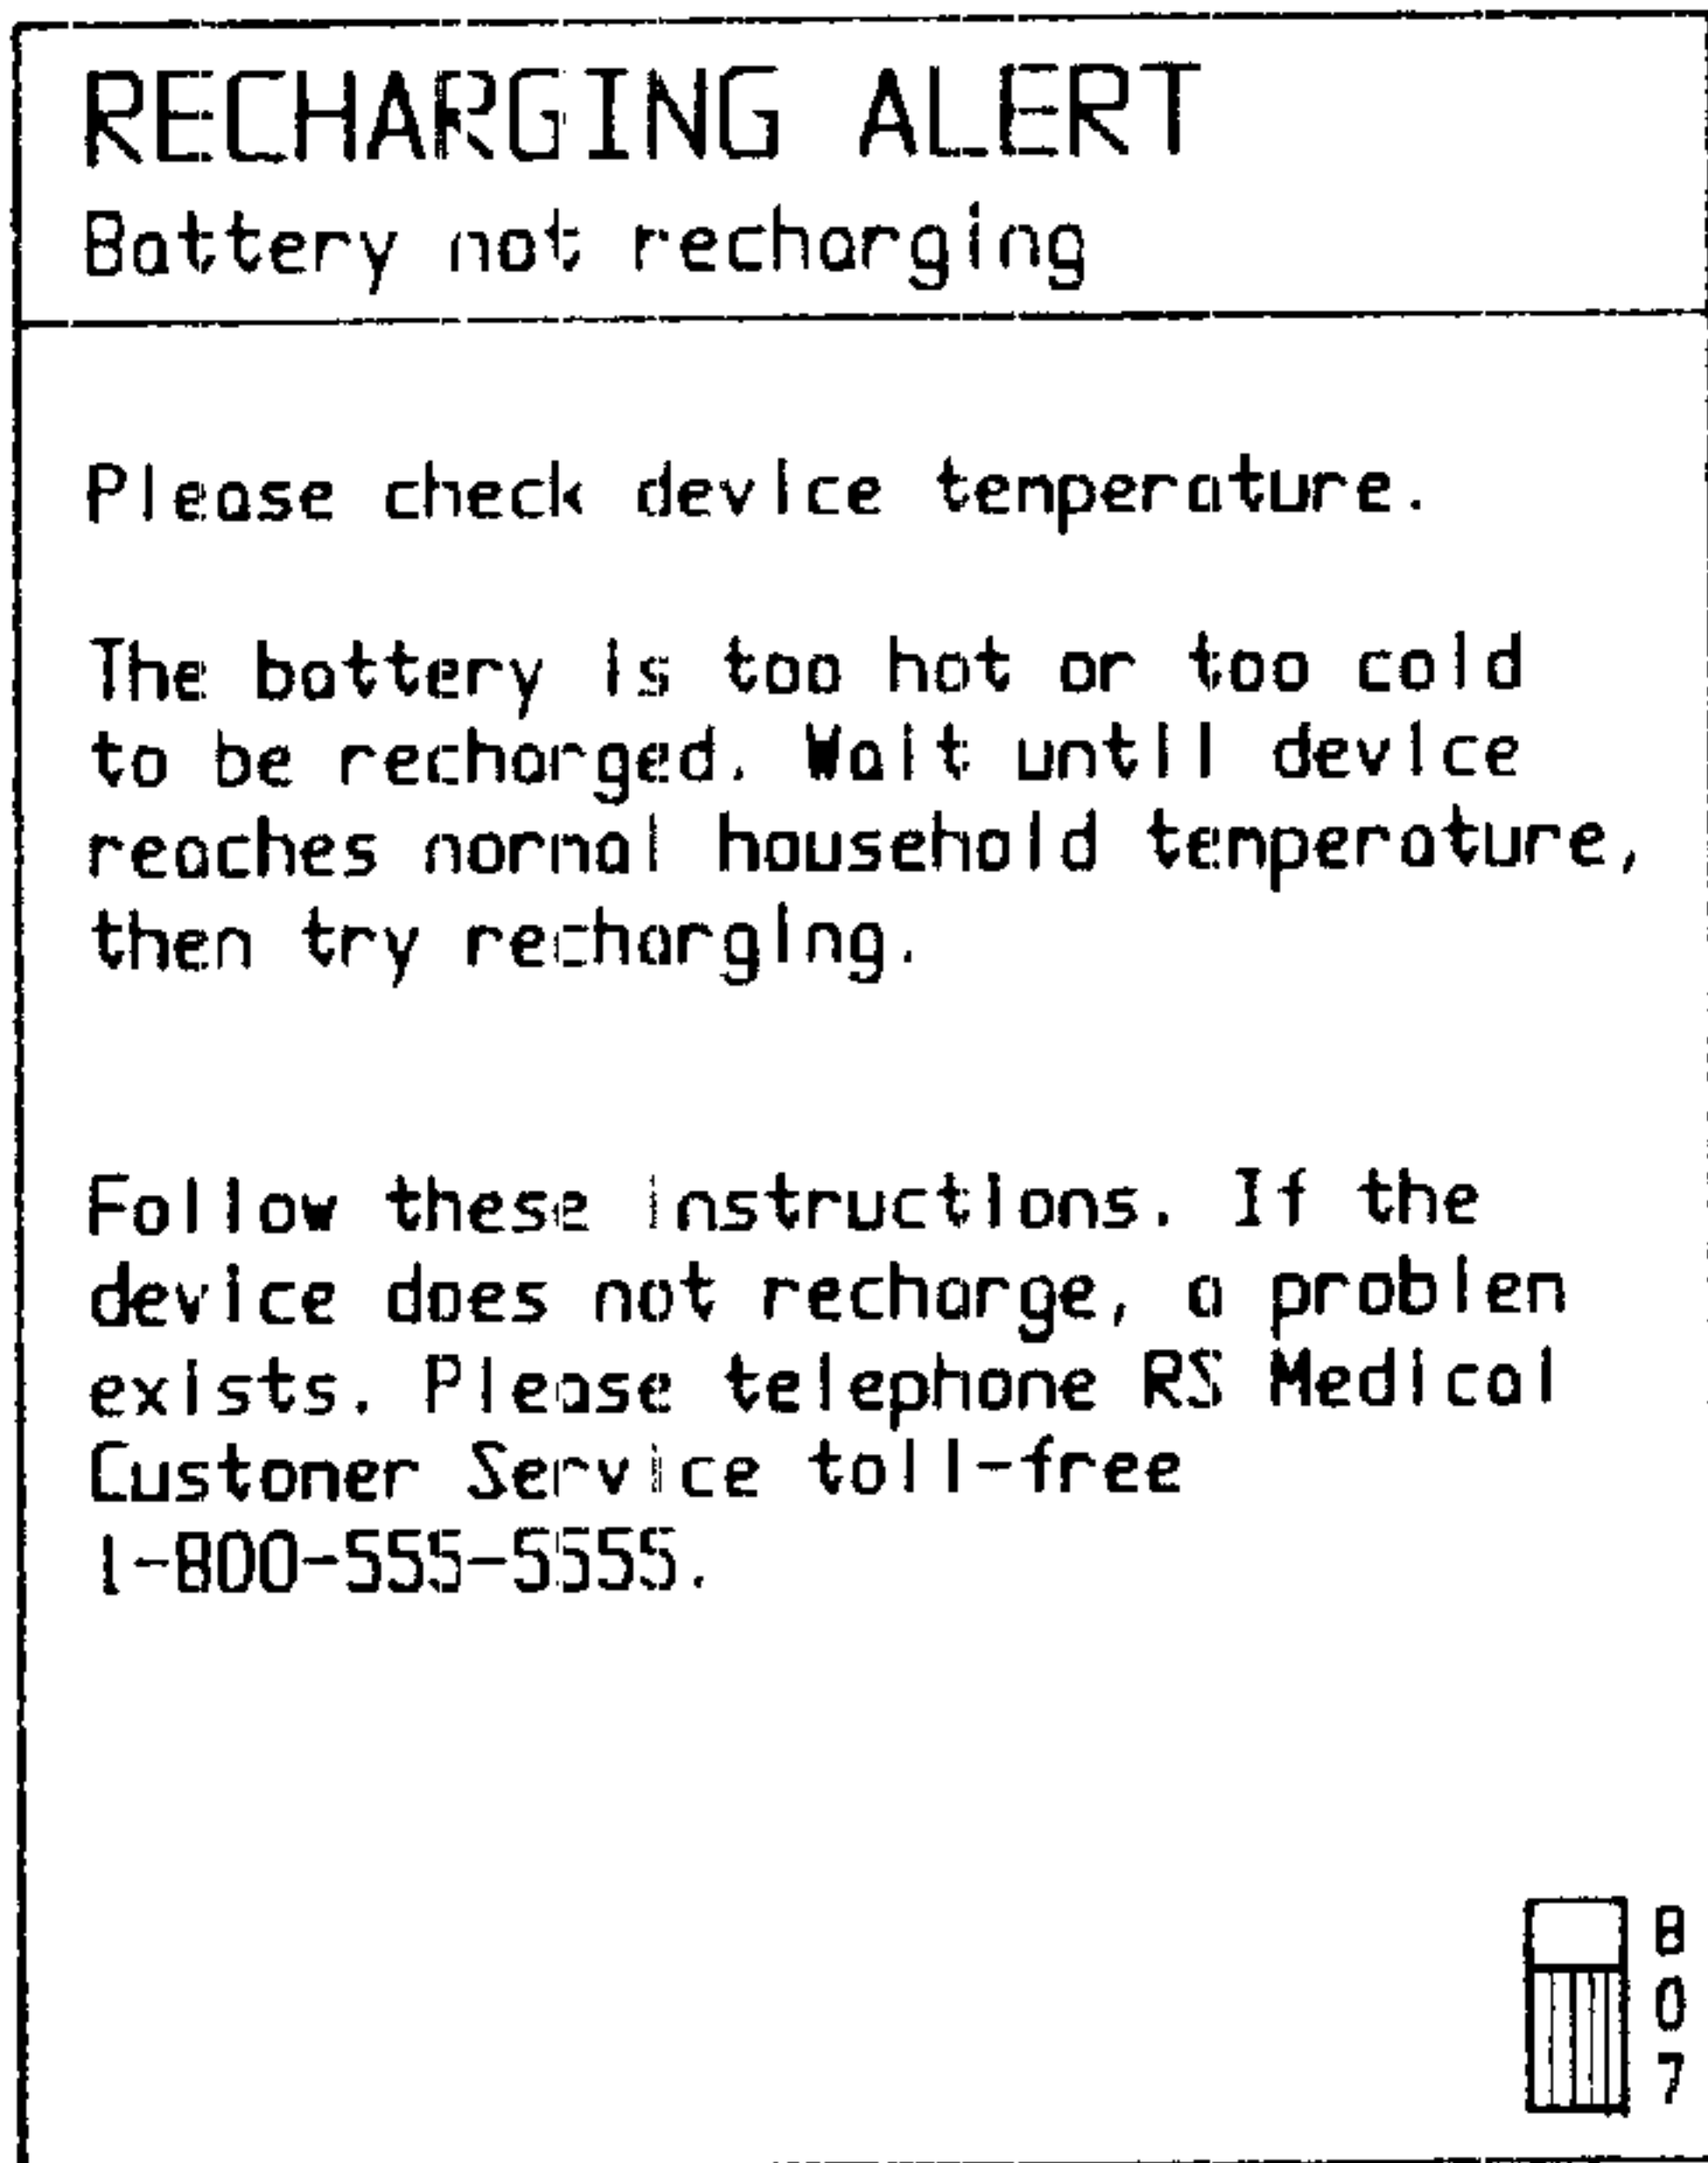 RECHARGING ALERT
Battery not recharging
Please check device temperature.
The battery is too hot or too cold
to be recharged. Wait until device
reaches normal household temperature,
then try recharging.
Follow these instructions. If the
device does not recharge, a problem
exists. Please telephone RS Medical
Customer Service toll-free
1-800-555-5555.
8
0
7